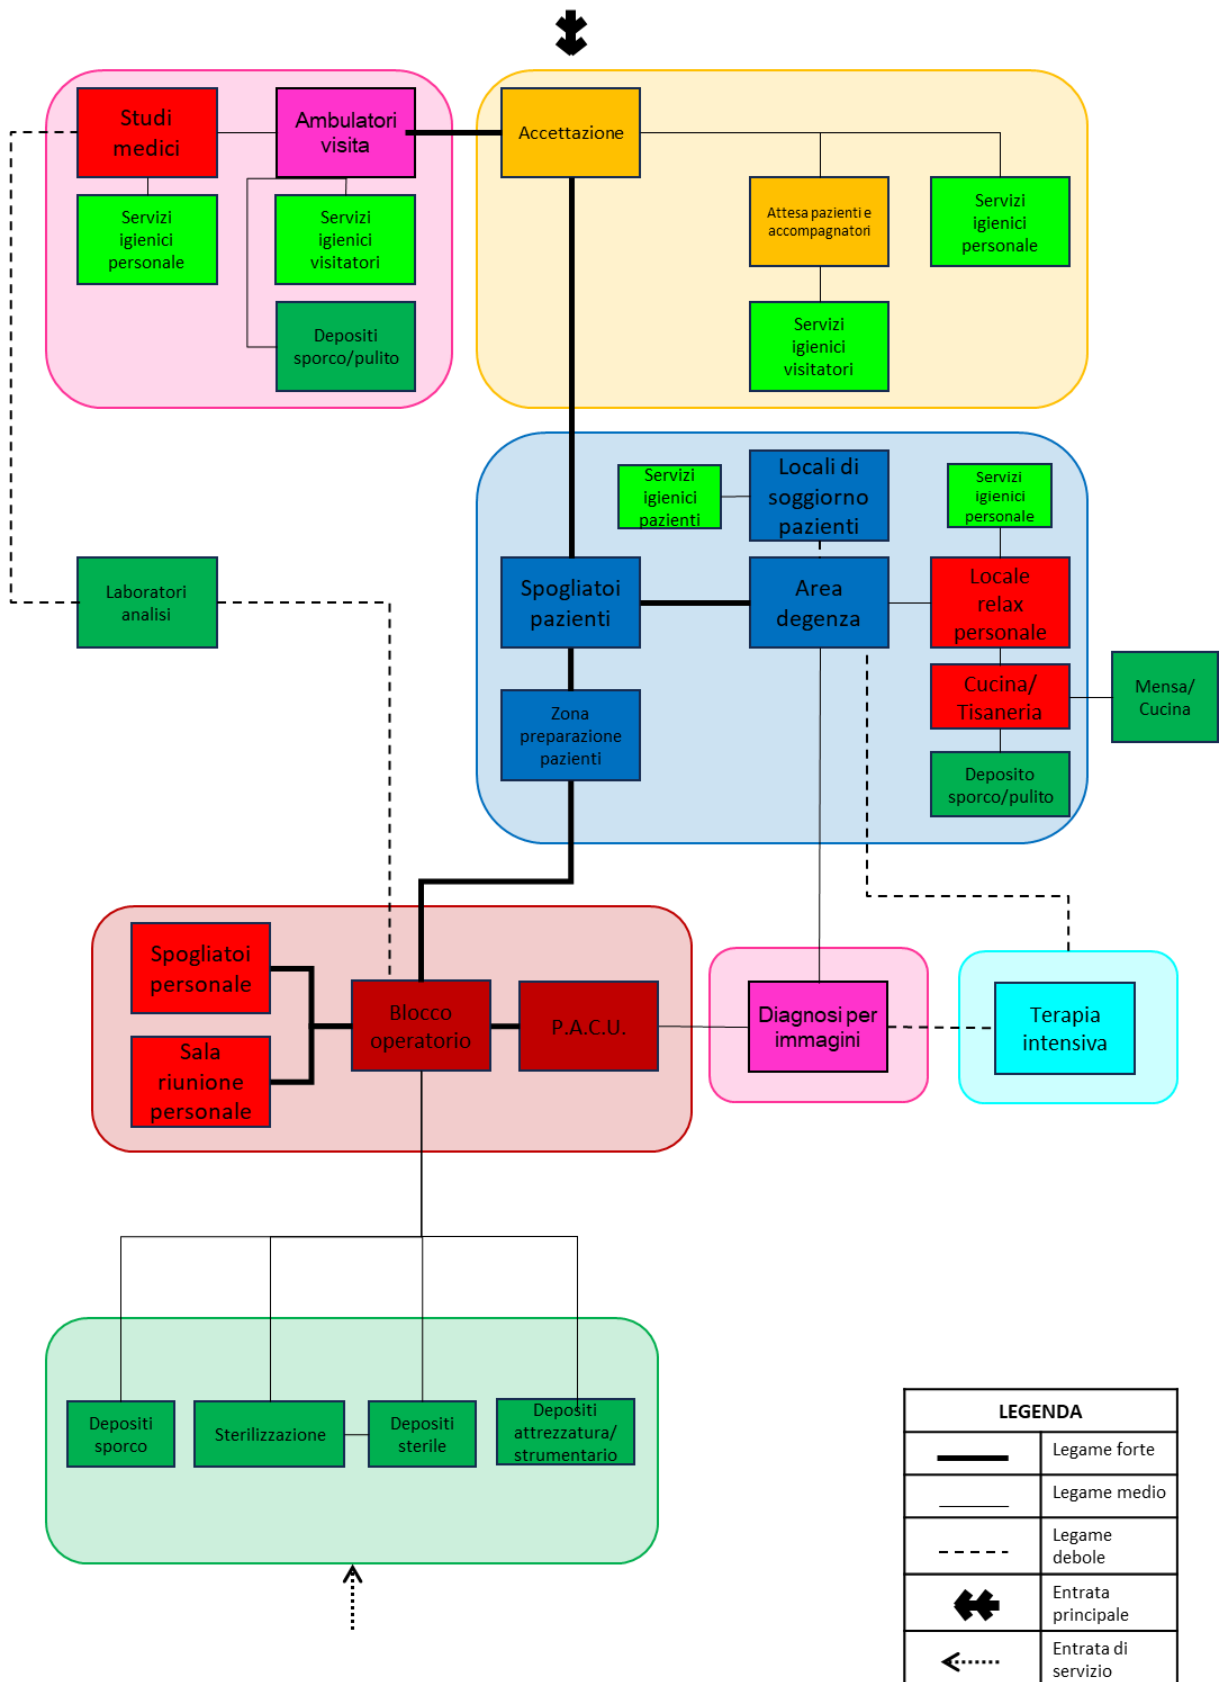 Studi
medici
Ambulatori
visita
Accettazione
Servizi
igienici
personale
Servizi
igienici
visitatori
Attesa pazienti e
accompagnatori
Servizi
igienici
personale
Depositi
sporco/pulito
Servizi
igienici
visitatori
Servizi
igienici
pazienti
Locali di
soggiorno
pazienti
Servizi
igienici
personale
Laboratori
analisi
Spogliatoi
pazienti
Area
degenza
Locale
relax
personale
Cucina/
Tisaneria
Mensa/
Cucina
Zona
preparazione
pazienti
Deposito
sporco/pulito
Spogliatoi
personale
Blocco
operatorio
P.A.C.U.
Diagnosi per
immagini
Terapia
intensiva
Sala
riunione
personale
Depositi
sporco
Sterilizzazione
Depositi
sterile
Depositi
attrezzatura/
strumentario
LEGENDA
Legame forte
Legame medio
Legame
debole
Entrata
principale
Entrata di
servizio